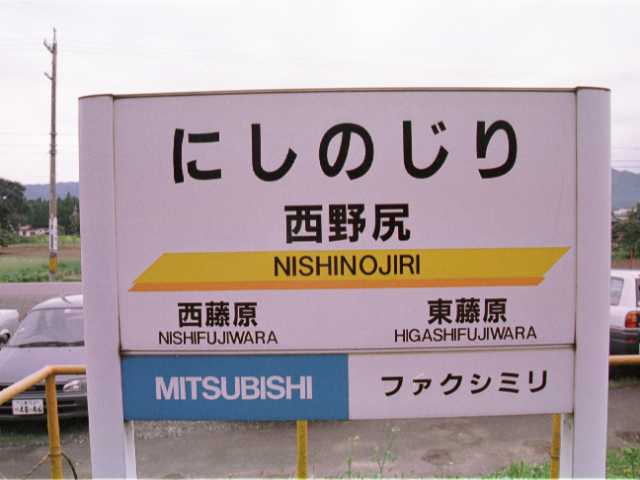 にしのじり
西野尻
NISHINOJIRI
西藤原 東藤原
NISHIFUJIWARA HIGASHIFUJIWARA
MITSUBISHI ファクシミリ